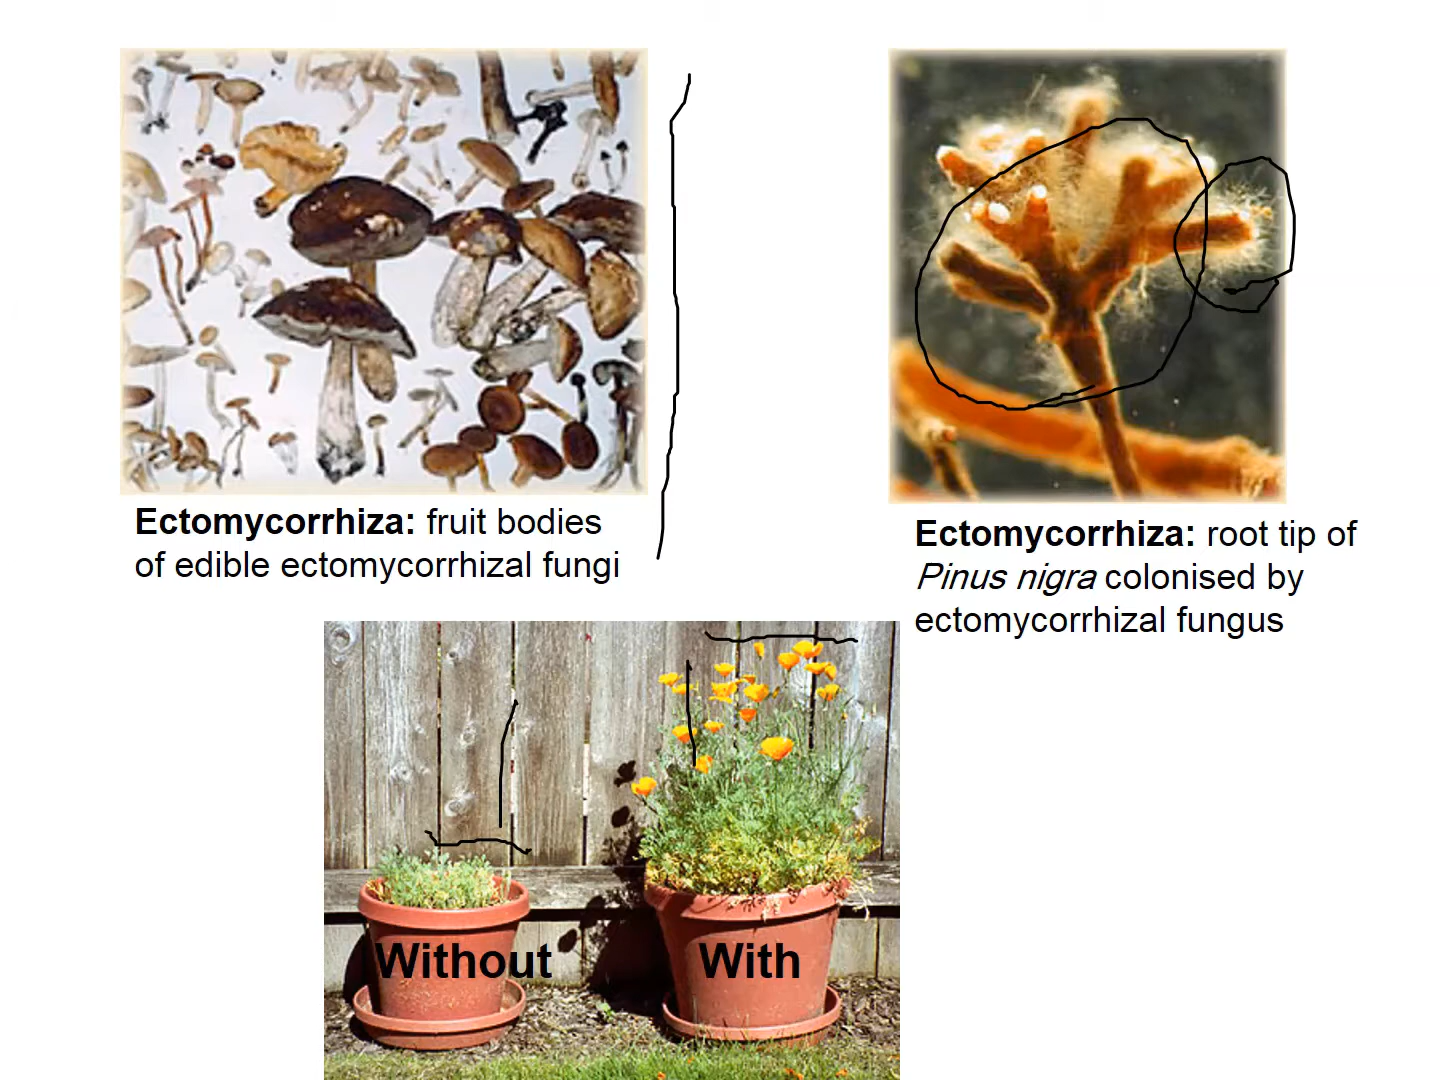 Ectomycorrhiza: fruit bodies
of edible ectomycorrhizal fungi
Ectomycorrhiza: root tip of
Pinus nigra colonised by
ectomycorrhizal fungus
Without
With